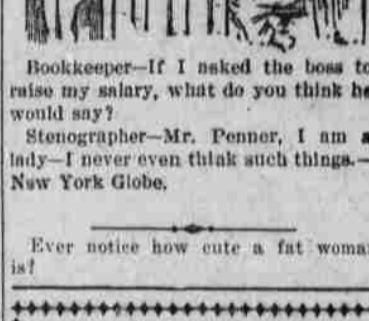 Bookkeeper—If I asked the boss to
raise my salary, what do you think he
would say?
Stenographer—Mr. Penner, I am a
lady—I never even think such things.—
New York Globe.
Ever notice how cute a fat woman
is?